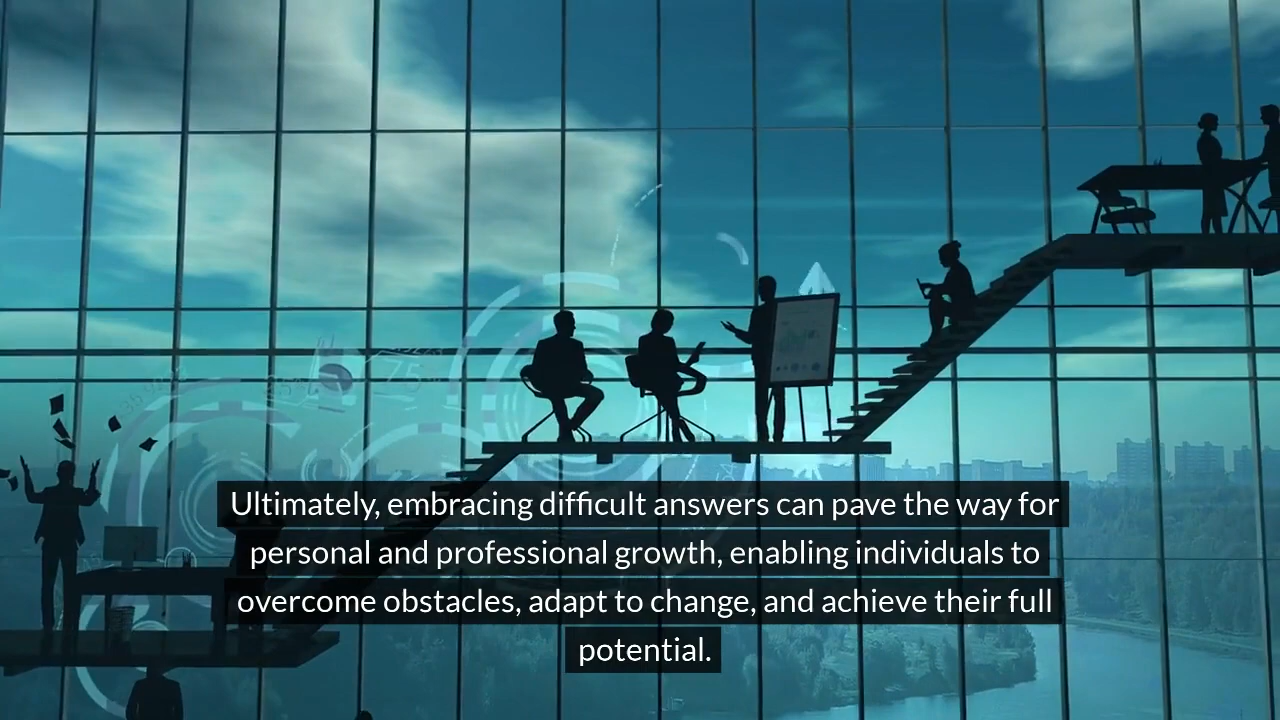 Ultimately, embracing difficult answers can pave the way for
personal and professional growth, enabling individuals to
overcome obstacles, adapt to change, and achieve their full
potential.